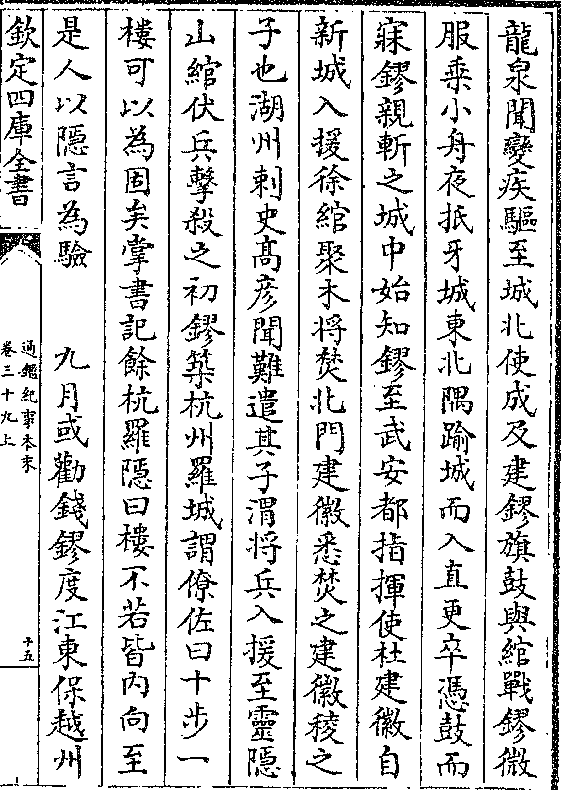 龍泉聞變疾驅至城北使成及建鏐旗鼓與綰戰鏐微
服乘小舟夜抵牙城東北隅踰城而入直更卒憑鼓而
寐鏐親斬之城中始知鏐至武安都指揮使杜建徽自
新城入援徐綰聚木将焚北門建徽悉焚之建徽稜之
子也湖州刺史髙彦聞難遣其子渭将兵入援至靈隠
山綰伏兵擊殺之初鏐築杭州羅城謂僚佐曰十步一
樓可以為固矣掌書記餘杭羅隠曰樓不若皆内向至
是人以隠言為驗　九月或勸錢鏐度江東保越州
欽定四庫全書
通鑑紀事本末
卷三十九上
十五